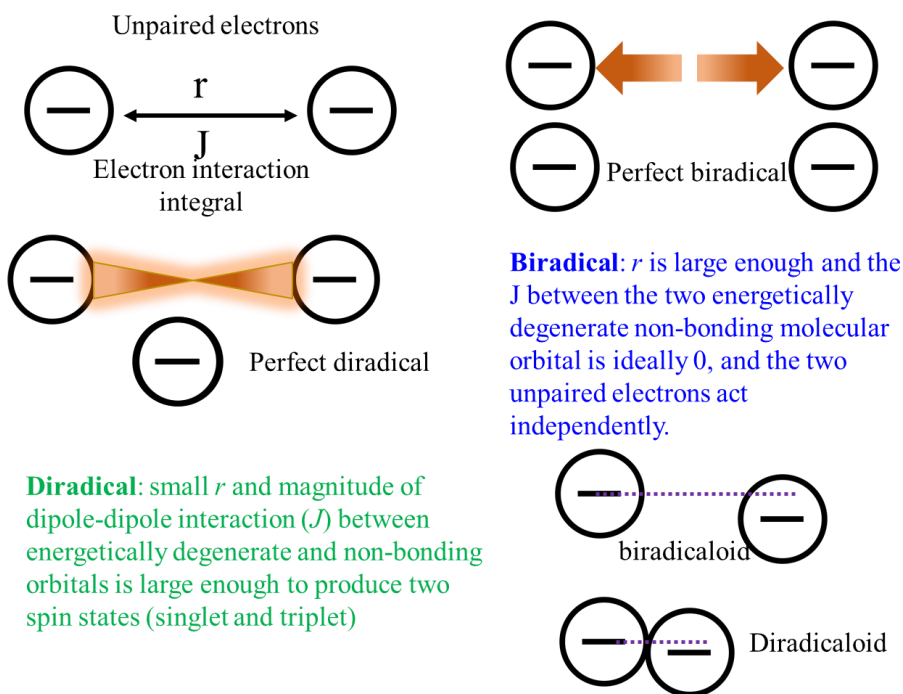 Unpaired electrons
r
J
Electron interaction
integral
Perfect diradical
Diradical: small r and magnitude of
dipole-dipole interaction (J) between
energetically degenerate and non-bonding
orbitals is large enough to produce two
spin states (singlet and triplet)
Perfect biradical
Biradical: r is large enough and the
J between the two energetically
degenerate non-bonding molecular
orbital is ideally 0, and the two
unpaired electrons act
independently.
biradicaloid
Diradicaloid